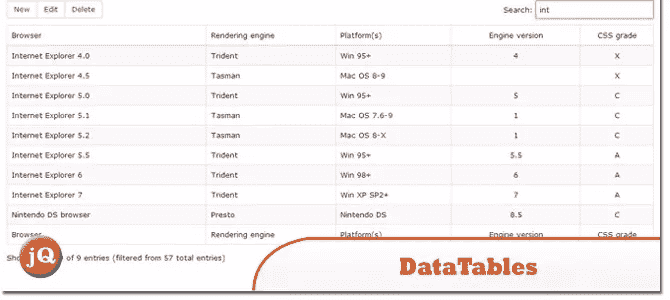 New Edit Delete Search: int
Browser Rendering engine Platform(s) Engine version CSS grade
Internet Explorer 4.0 Trident Win 95+ 4 X
Internet Explorer 4.5 Tasman Mac OS 8-9 X
Internet Explorer 5.0 Trident Win 95+ 5 C
Internet Explorer 5.1 Tasman Mac OS 7.6-9 1 C
Internet Explorer 5.2 Tasman Mac OS 8-X 1 C
Internet Explorer 5.5 Trident Win 95+ 5.5 A
Internet Explorer 6 Trident Win 98+ 6 A
Internet Explorer 7 Trident Win XP SP2+ 7 A
Nintendo DS browser Presto Nintendo DS 8.5 C
Browser Rendering engine Platform(s) Engine version CSS grade
of 9 entries (filtered from 57 total entries)
jQ
DataTables